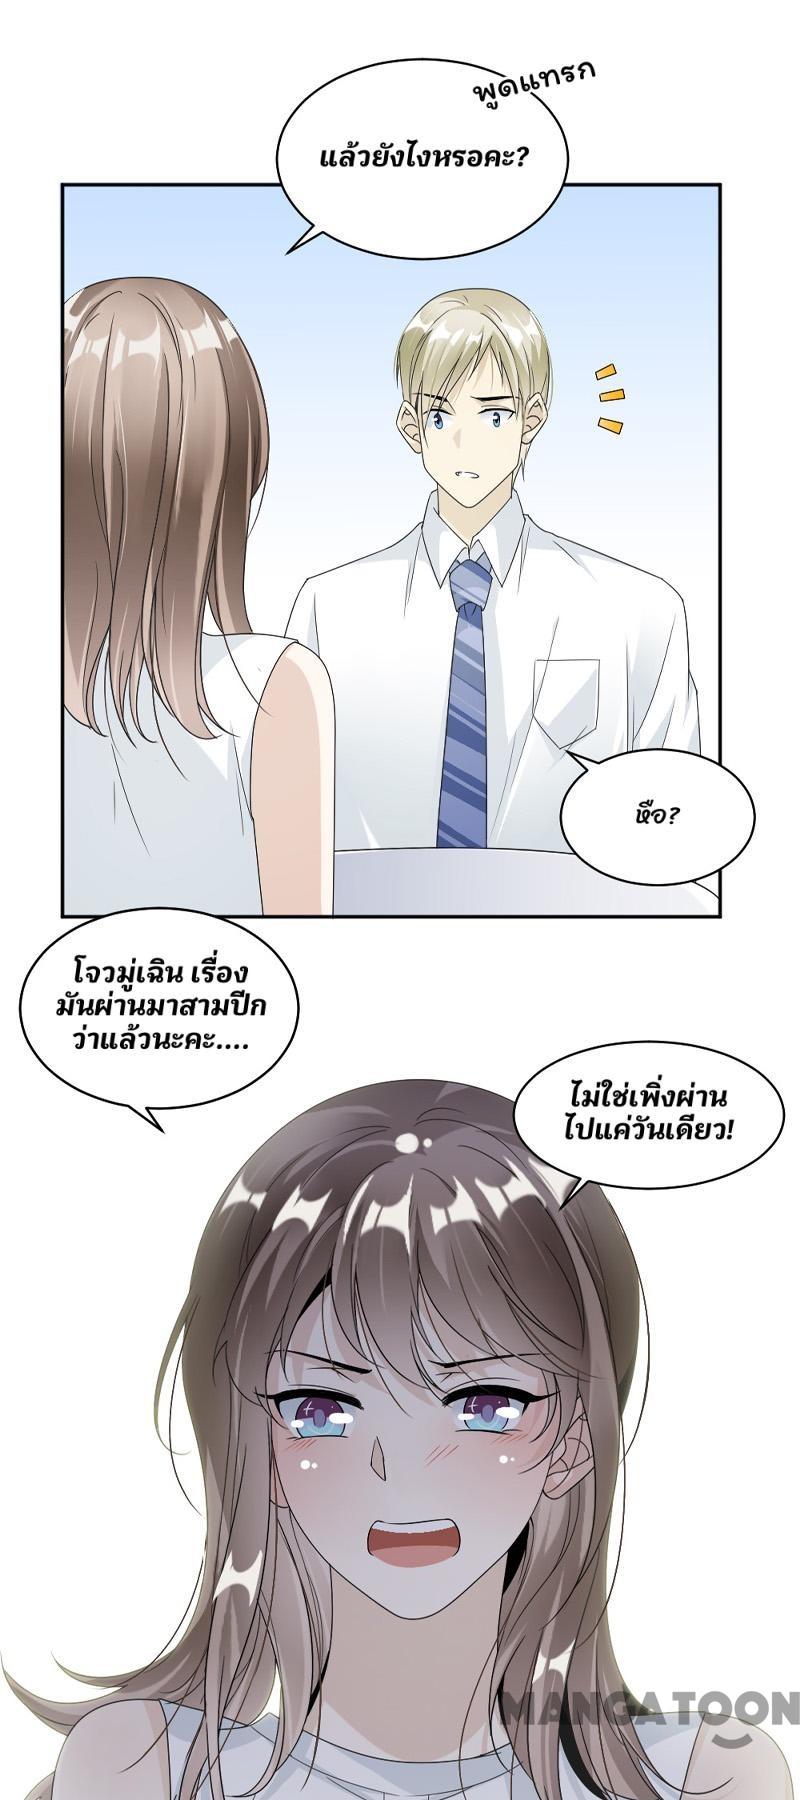 พูดแทรก
แล้วยังไงหรอคะ?
หือ?
โจวมู่เฉิน เรื่อง
มันผ่านมาสามปีก
ว่าแล้วนะคะ....
ไม่ใช่เพิ่งผ่าน
ไปแค่วันเดียว!
MANGATOON